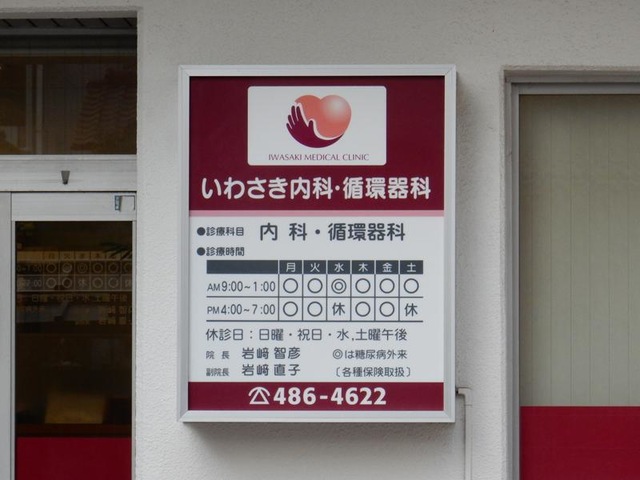 IWASAKI MEDICAL CLINIC
いわさき内科・循環器科
●診療科目 内科・循環器科
●診療時間
月 火 水 木 金 土
AM 9:00~1:00 ○ ○ ◎ ○ ○ ○
PM 4:00~7:00 ○ ○ 休 ○ ○ 休
休診日:日曜・祝日・水,土曜午後
院長 岩﨑 智彦 ◎は糖尿病外来
副院長 岩﨑 直子 〔各種保険取扱〕
☎486-4622